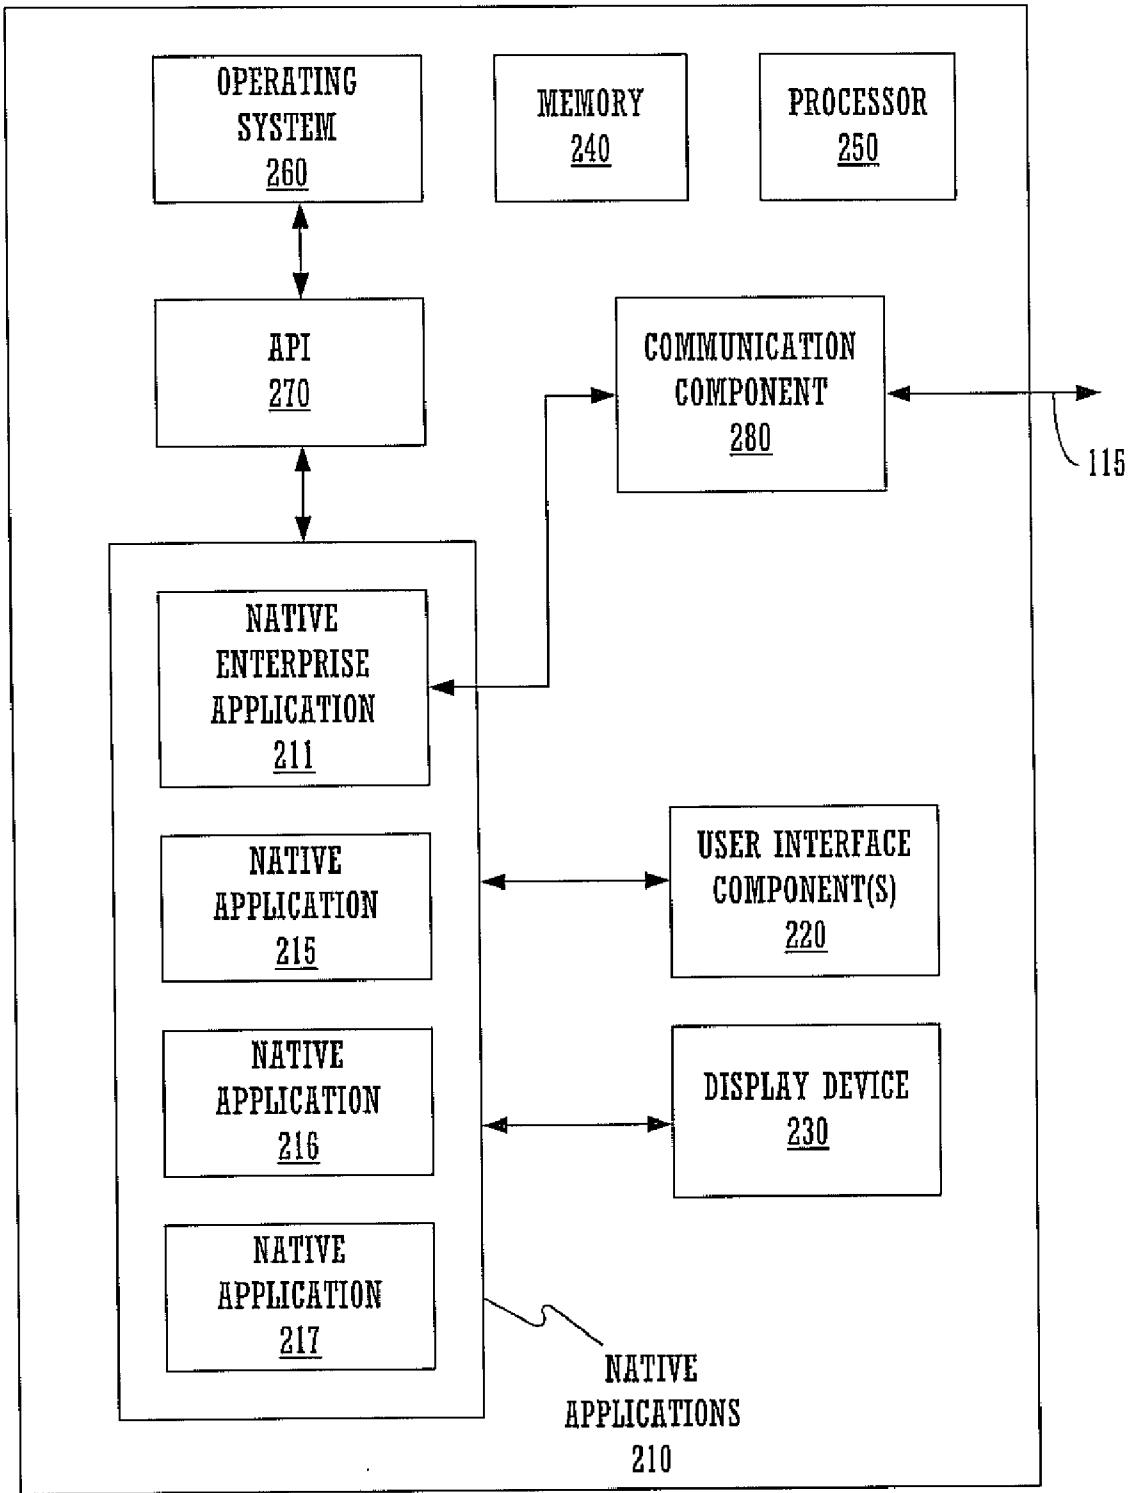 OPERATING
SYSTEM
260
MEMORY
240
PROCESSOR
250
API
270
COMMUNICATION
COMPONENT
280
115
NATIVE
ENTERPRISE
APPLICATION
211
NATIVE
APPLICATION
215
USER INTERFACE
COMPONENT(S)
220
NATIVE
APPLICATION
216
DISPLAY DEVICE
230
NATIVE
APPLICATION
217
NATIVE
APPLICATIONS
210